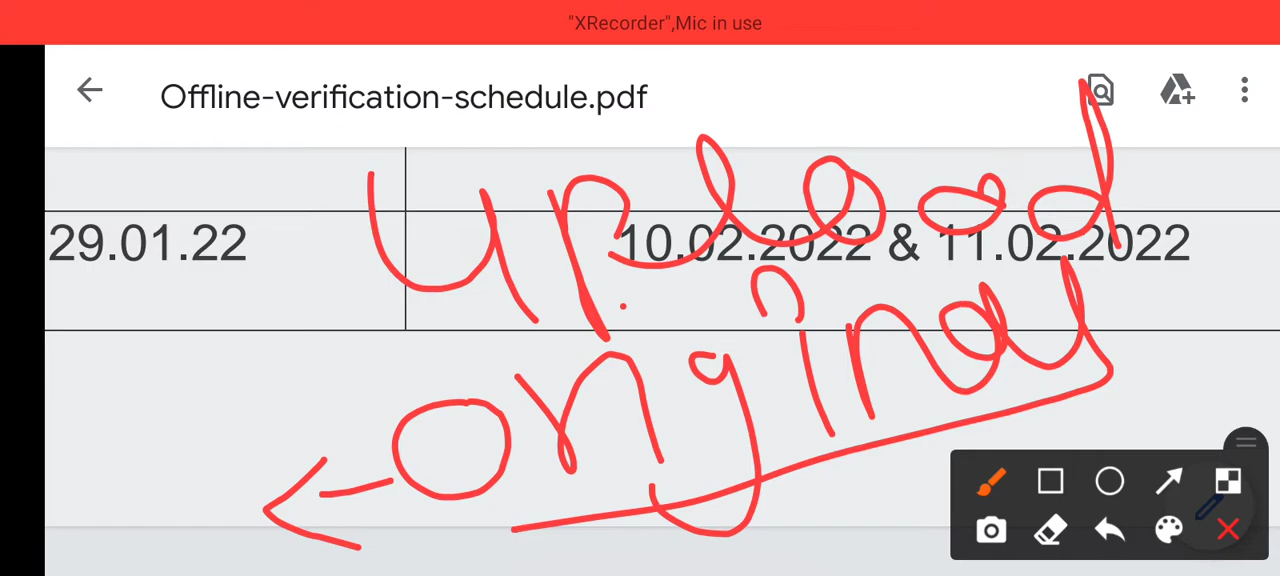 "XRecorder",Mic in use
Offline-verification-schedule.pdf
29.01.22 10.02.2022 & 11.02.2022
upload
original